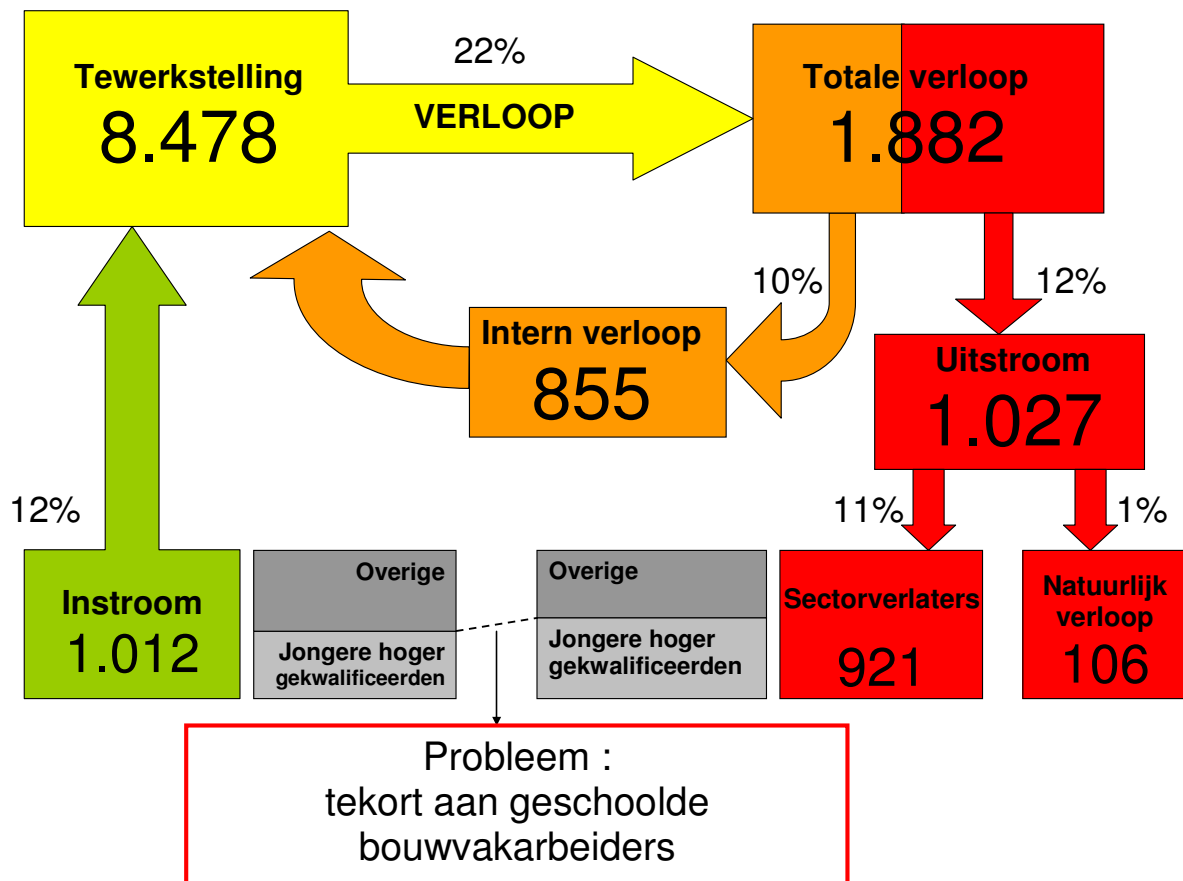 Tewerkstelling
8.478
22%
VERLOOP
Totale verloop
1.882
10%
12%
Intern verloop
855
Uitstroom
1.027
12%
11%
1%
Instroom
1.012
Overige
Jongere hoger
gekwalificeerden
Overige
Jongere hoger
gekwalificeerden
Sectorverlaters
921
Natuurlijk
verloop
106
Probleem :
tekort aan geschoolde
bouwvakarbeiders